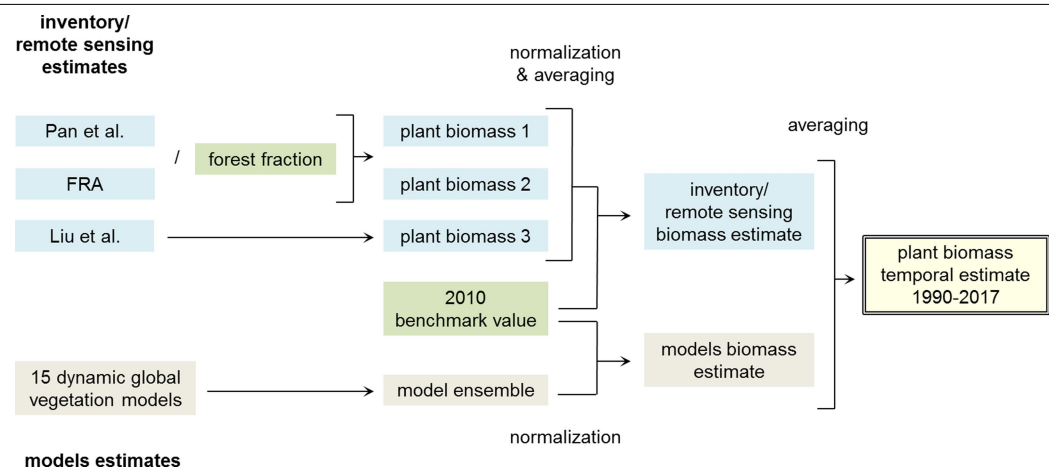 inventory/
remote sensing
estimates
normalization
& averaging
averaging
Pan et al.
/
forest fraction
FRA
Liu et al.
plant biomass 1
plant biomass 2
plant biomass 3
2010
benchmark value
inventory/
remote sensing
biomass estimate
plant biomass
temporal estimate
1990-2017
15 dynamic global
vegetation models
model ensemble
models biomass
estimate
normalization
models estimates